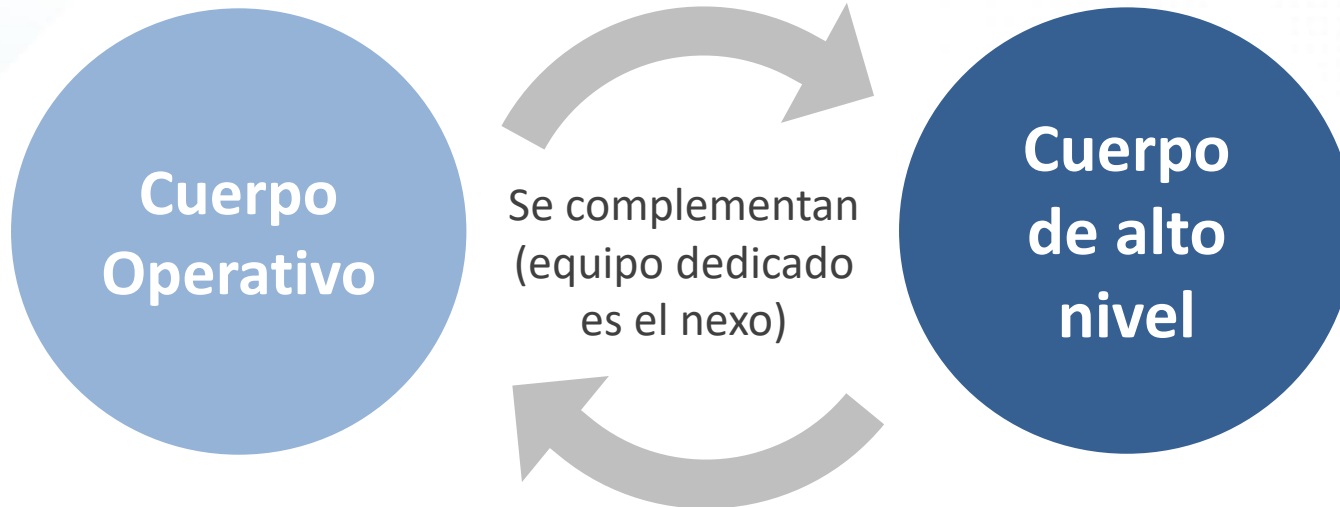 Cuerpo
Operativo
Se complementan
(equipo dedicado
es el nexo)
Cuerpo
de alto
nivel